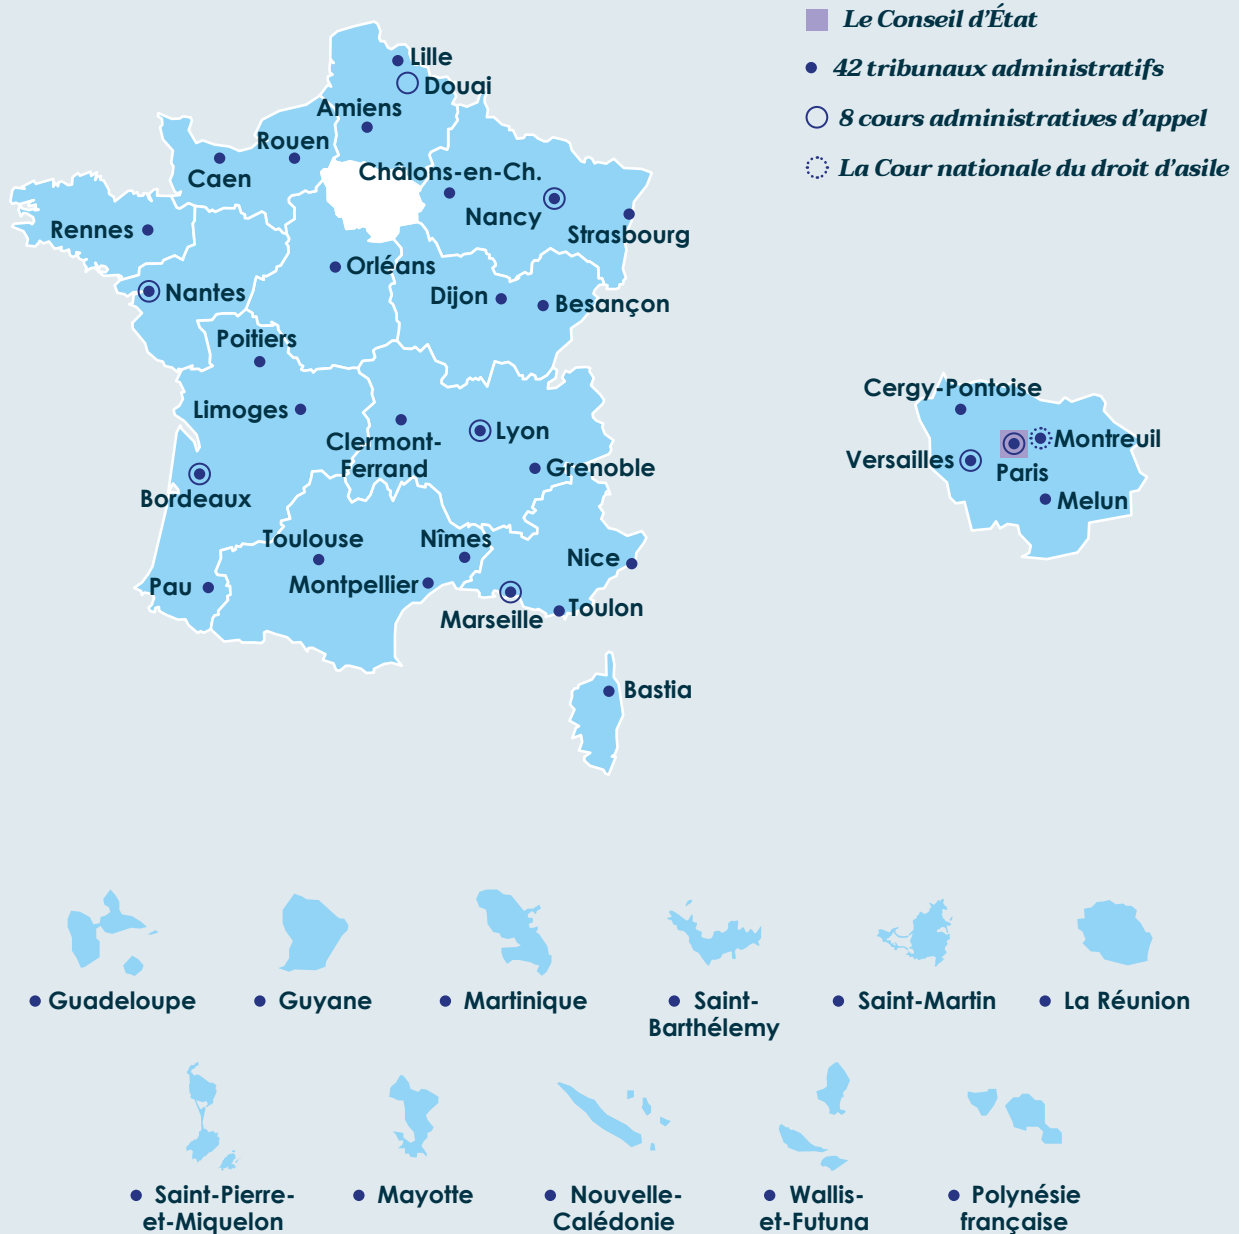 Le Conseil d’État
42 tribunaux administratifs
8 cours administratives d’appel
La Cour nationale du droit d’asile
Lille
Douai
Amiens
Rouen
Caen
Châlons-en-Ch.
Nancy
Strasbourg
Rennes
Orléans
Nantes
Dijon
Besançon
Poitiers
Limoges
Clermont-
Ferrand
Lyon
Grenoble
Bordeaux
Toulouse
Nîmes
Nice
Pau
Montpellier
Marseille
Toulon
Bastia
Cergy-Pontoise
Montreuil
Versailles
Paris
Melun
Guadeloupe
Guyane
Martinique
Saint-
Barthélemy
Saint-Martin
La Réunion
Saint-Pierre-
et-Miquelon
Mayotte
Nouvelle-
Calédonie
Wallis-
et-Futuna
Polynésie
française